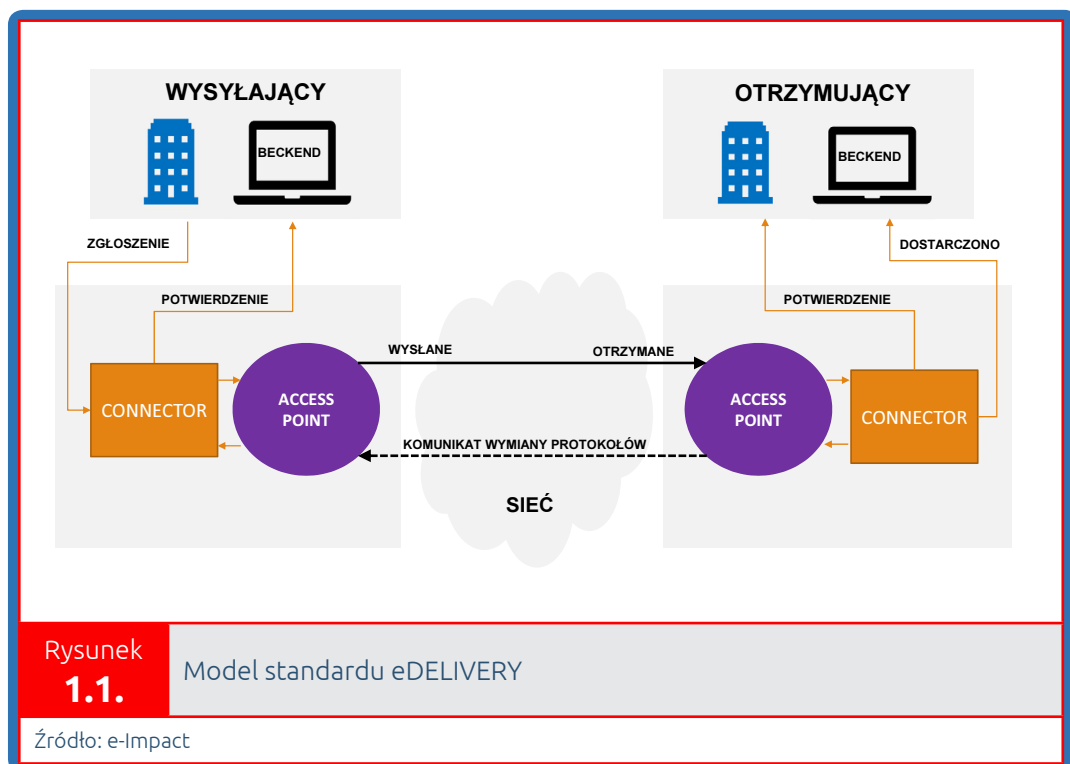 WYSYŁAJĄCY
BECKEND
OTRZYMUJĄCY
BECKEND
ZGŁOSZENIE
POTWIERDZENIE
DOSTARCZONO
POTWIERDZENIE
WYSŁANE
OTRZYMANE
CONNECTOR
ACCESS
POINT
ACCESS
POINT
CONNECTOR
KOMUNIKAT WYMIANY PROTOKOŁÓW
SIEĆ
Rysunek
1.1.
Model standardu eDELIVERY
Źródło: e-Impact